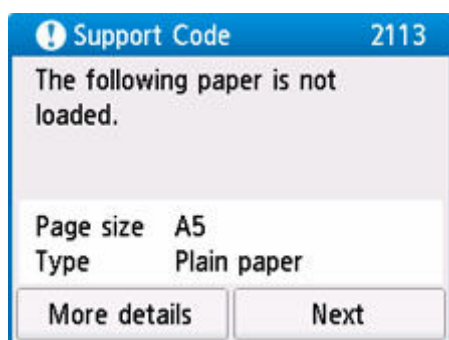 Support Code 2113
The following paper is not
loaded.
Page size A5
Type Plain paper
More details Next